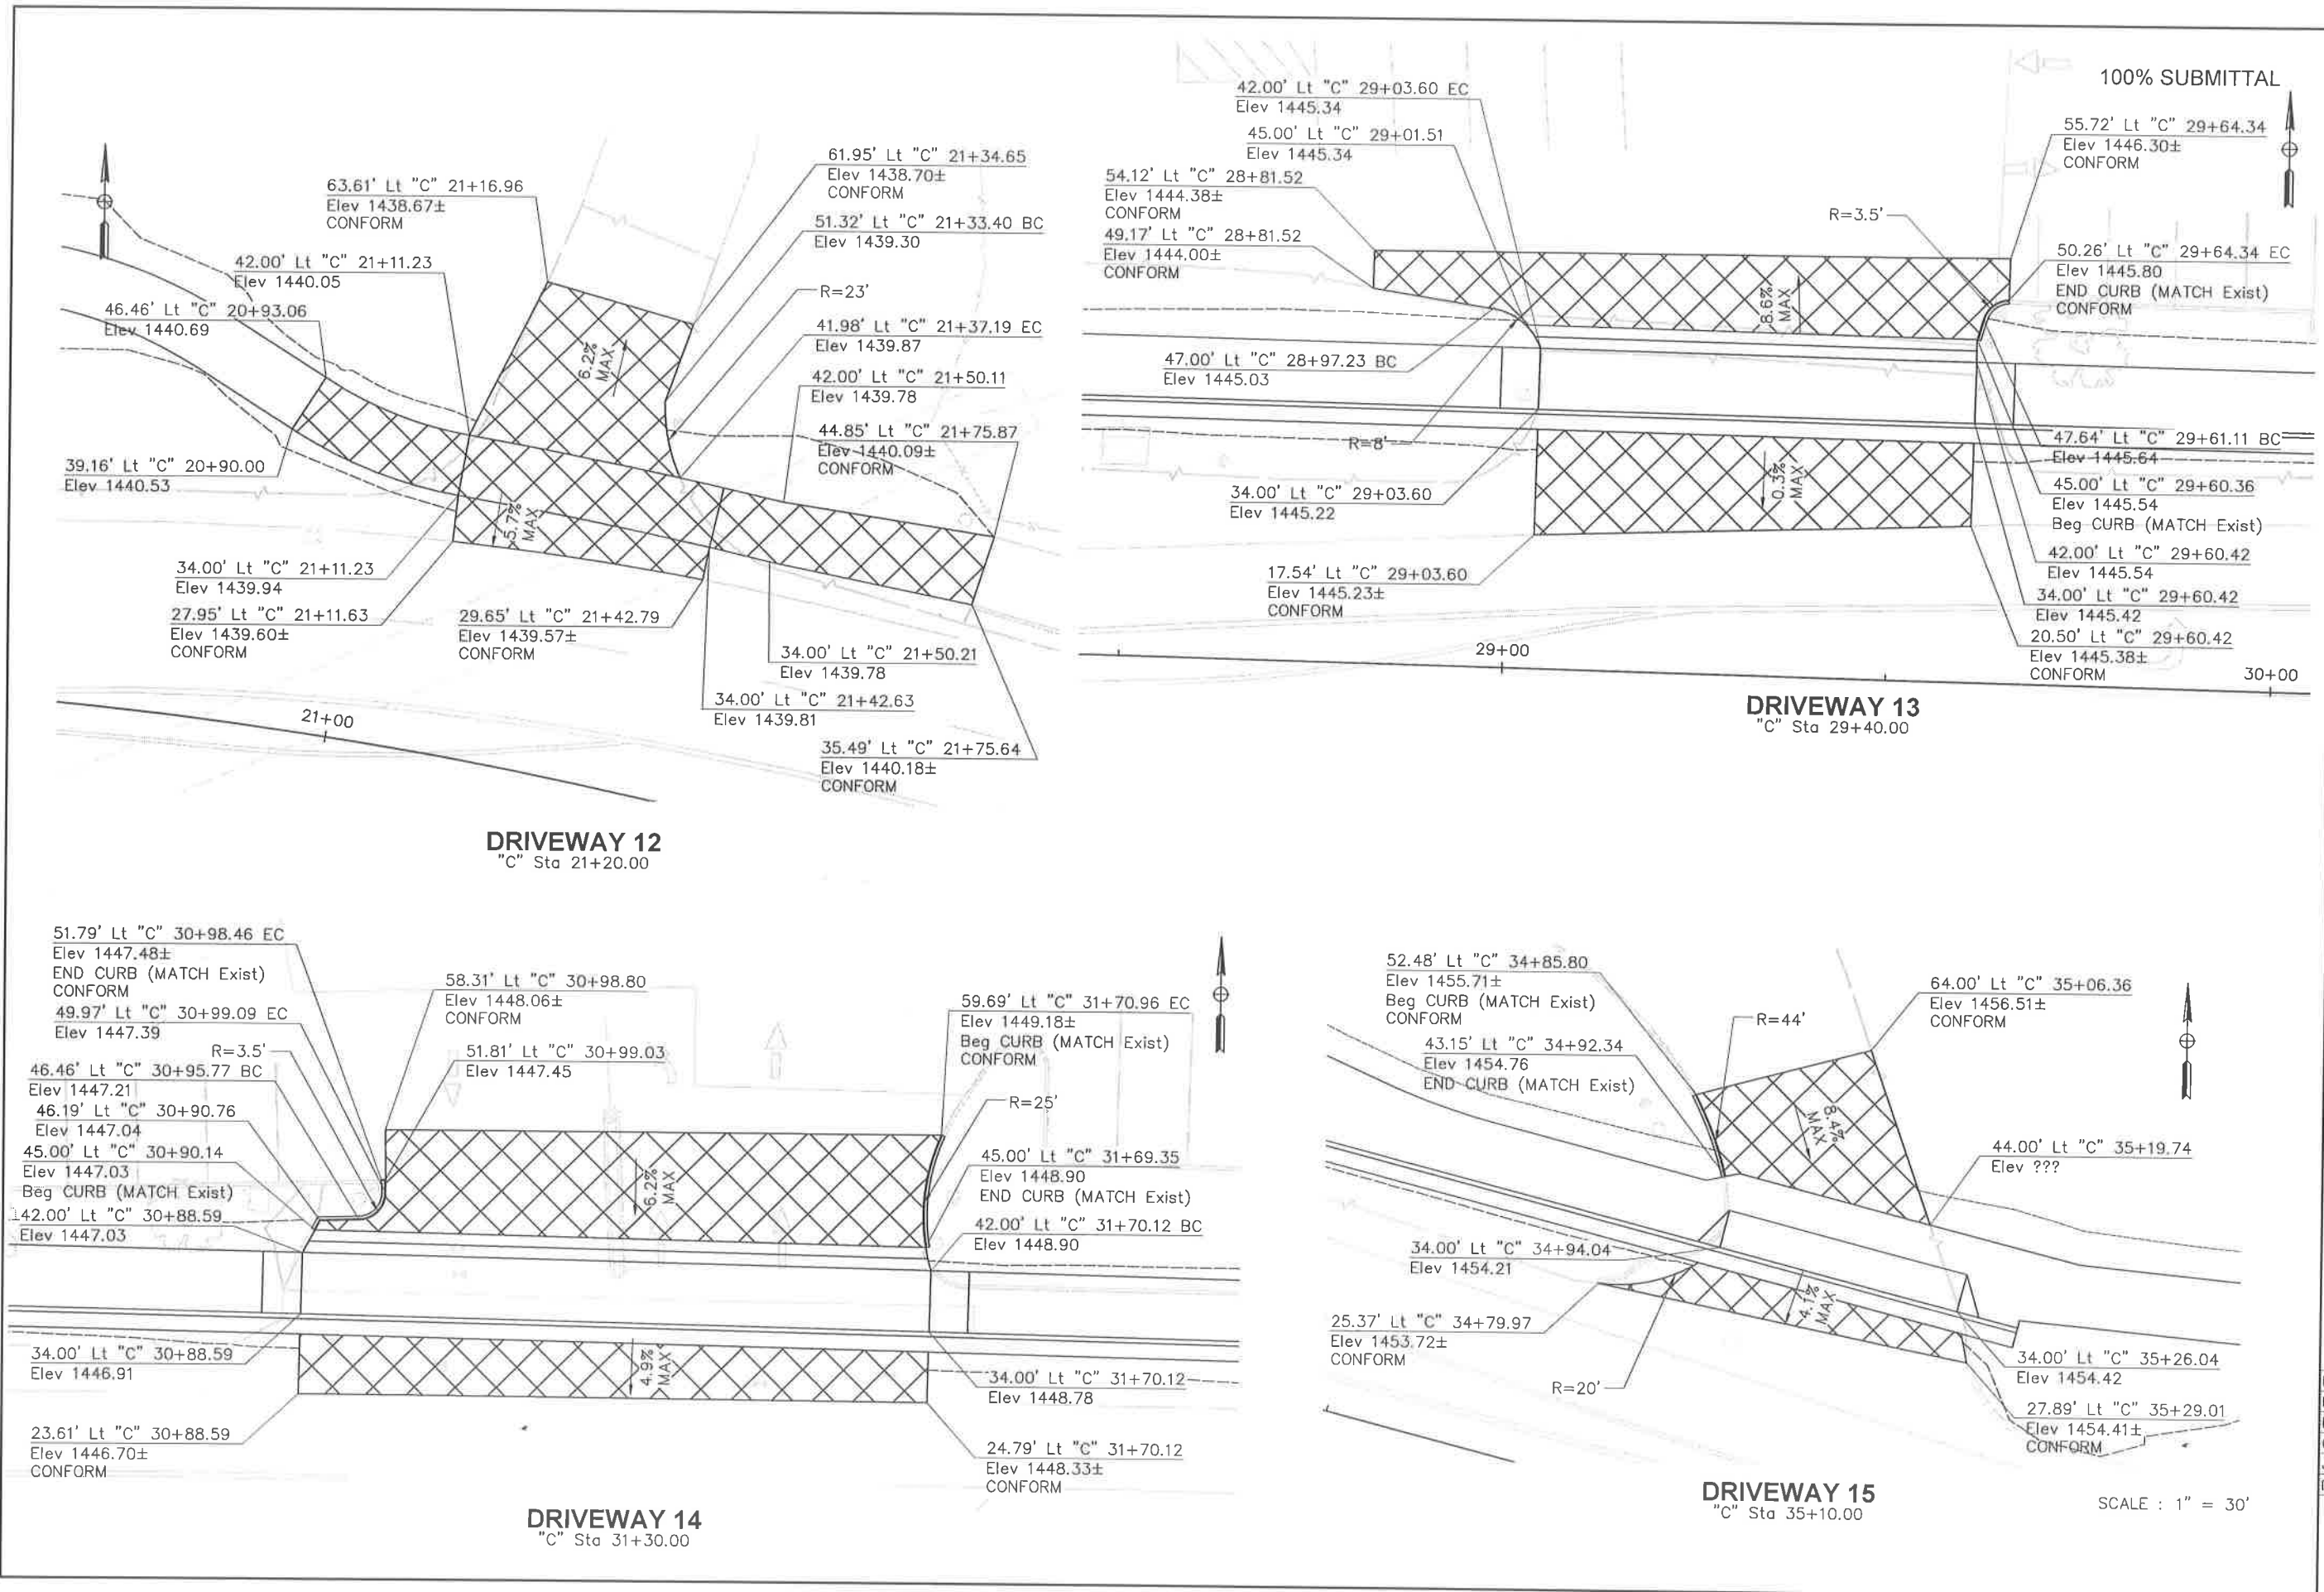 100% SUBMITTAL
63.61' Lt "C" 21+16.96
Elev 1438.67±
CONFORM
42.00' Lt "C" 21+11.23
Elev 1440.05
46.46' Lt "C" 20+93.06
Elev 1440.69
39.16' Lt "C" 20+90.00
Elev 1440.53
34.00' Lt "C" 21+11.23
Elev 1439.94
27.95' Lt "C" 21+11.63
Elev 1439.60±
CONFORM
61.95' Lt "C" 21+34.65
Elev 1438.70±
CONFORM
51.32' Lt "C" 21+33.40 BC
Elev 1439.30
R=23'
41.98' Lt "C" 21+37.19 EC
Elev 1439.87
42.00' Lt "C" 21+50.11
Elev 1439.78
44.85' Lt "C" 21+75.87
Elev 1440.09±
CONFORM
6.2%
MAX
5.7%
MAX
29.65' Lt "C" 21+42.79
Elev 1439.57±
CONFORM
34.00' Lt "C" 21+50.21
Elev 1439.78
34.00' Lt "C" 21+42.63
Elev 1439.81
35.49' Lt "C" 21+75.64
Elev 1440.18±
CONFORM
21+00
DRIVEWAY 12
"C" Sta 21+20.00
42.00' Lt "C" 29+03.60 EC
Elev 1445.34
45.00' Lt "C" 29+01.51
Elev 1445.34
54.12' Lt "C" 28+81.52
Elev 1444.38±
CONFORM
49.17' Lt "C" 28+81.52
Elev 1444.00±
CONFORM
47.00' Lt "C" 28+97.23 BC
Elev 1445.03
R=8'
34.00' Lt "C" 29+03.60
Elev 1445.22
17.54' Lt "C" 29+03.60
Elev 1445.23±
CONFORM
8.6%
MAX
0.3%
MAX
R=3.5'
55.72' Lt "C" 29+64.34
Elev 1446.30±
CONFORM
50.26' Lt "C" 29+64.34 EC
Elev 1445.80
END CURB (MATCH Exist)
CONFORM
47.64' Lt "C" 29+61.11 BC
Elev 1445.64
45.00' Lt "C" 29+60.36
Elev 1445.54
Beg CURB (MATCH Exist)
42.00' Lt "C" 29+60.42
Elev 1445.54
34.00' Lt "C" 29+60.42
Elev 1445.42
20.50' Lt "C" 29+60.42
Elev 1445.38±
CONFORM
29+00
30+00
DRIVEWAY 13
"C" Sta 29+40.00
51.79' Lt "C" 30+98.46 EC
Elev 1447.48±
END CURB (MATCH Exist)
CONFORM
49.97' Lt "C" 30+99.09 EC
Elev 1447.39
R=3.5'
46.46' Lt "C" 30+95.77 BC
Elev 1447.21
46.19' Lt "C" 30+90.76
Elev 1447.04
45.00' Lt "C" 30+90.14
Elev 1447.03
Beg CURB (MATCH Exist)
42.00' Lt "C" 30+88.59
Elev 1447.03
34.00' Lt "C" 30+88.59
Elev 1446.91
23.61' Lt "C" 30+88.59
Elev 1446.70±
CONFORM
58.31' Lt "C" 30+98.80
Elev 1448.06±
CONFORM
51.81' Lt "C" 30+99.03
Elev 1447.45
6.2%
MAX
4.9%
MAX
59.69' Lt "C" 31+70.96 EC
Elev 1449.18±
Beg CURB (MATCH Exist)
CONFORM
R=25'
45.00' Lt "C" 31+69.35
Elev 1448.90
END CURB (MATCH Exist)
42.00' Lt "C" 31+70.12 BC
Elev 1448.90
34.00' Lt "C" 31+70.12
Elev 1448.78
24.79' Lt "C" 31+70.12
Elev 1448.33±
CONFORM
DRIVEWAY 14
"C" Sta 31+30.00
52.48' Lt "C" 34+85.80
Elev 1455.71±
Beg CURB (MATCH Exist)
CONFORM
43.15' Lt "C" 34+92.34
Elev 1454.76
END CURB (MATCH Exist)
R=44'
64.00' Lt "C" 35+06.36
Elev 1456.51±
CONFORM
8.4%
MAX
44.00' Lt "C" 35+19.74
Elev ???
34.00' Lt "C" 34+94.04
Elev 1454.21
25.37' Lt "C" 34+79.97
Elev 1453.72±
CONFORM
R=20'
4.1%
MAX
34.00' Lt "C" 35+26.04
Elev 1454.42
27.89' Lt "C" 35+29.01
Elev 1454.41±
CONFORM
DRIVEWAY 15
"C" Sta 35+10.00
SCALE : 1" = 30'